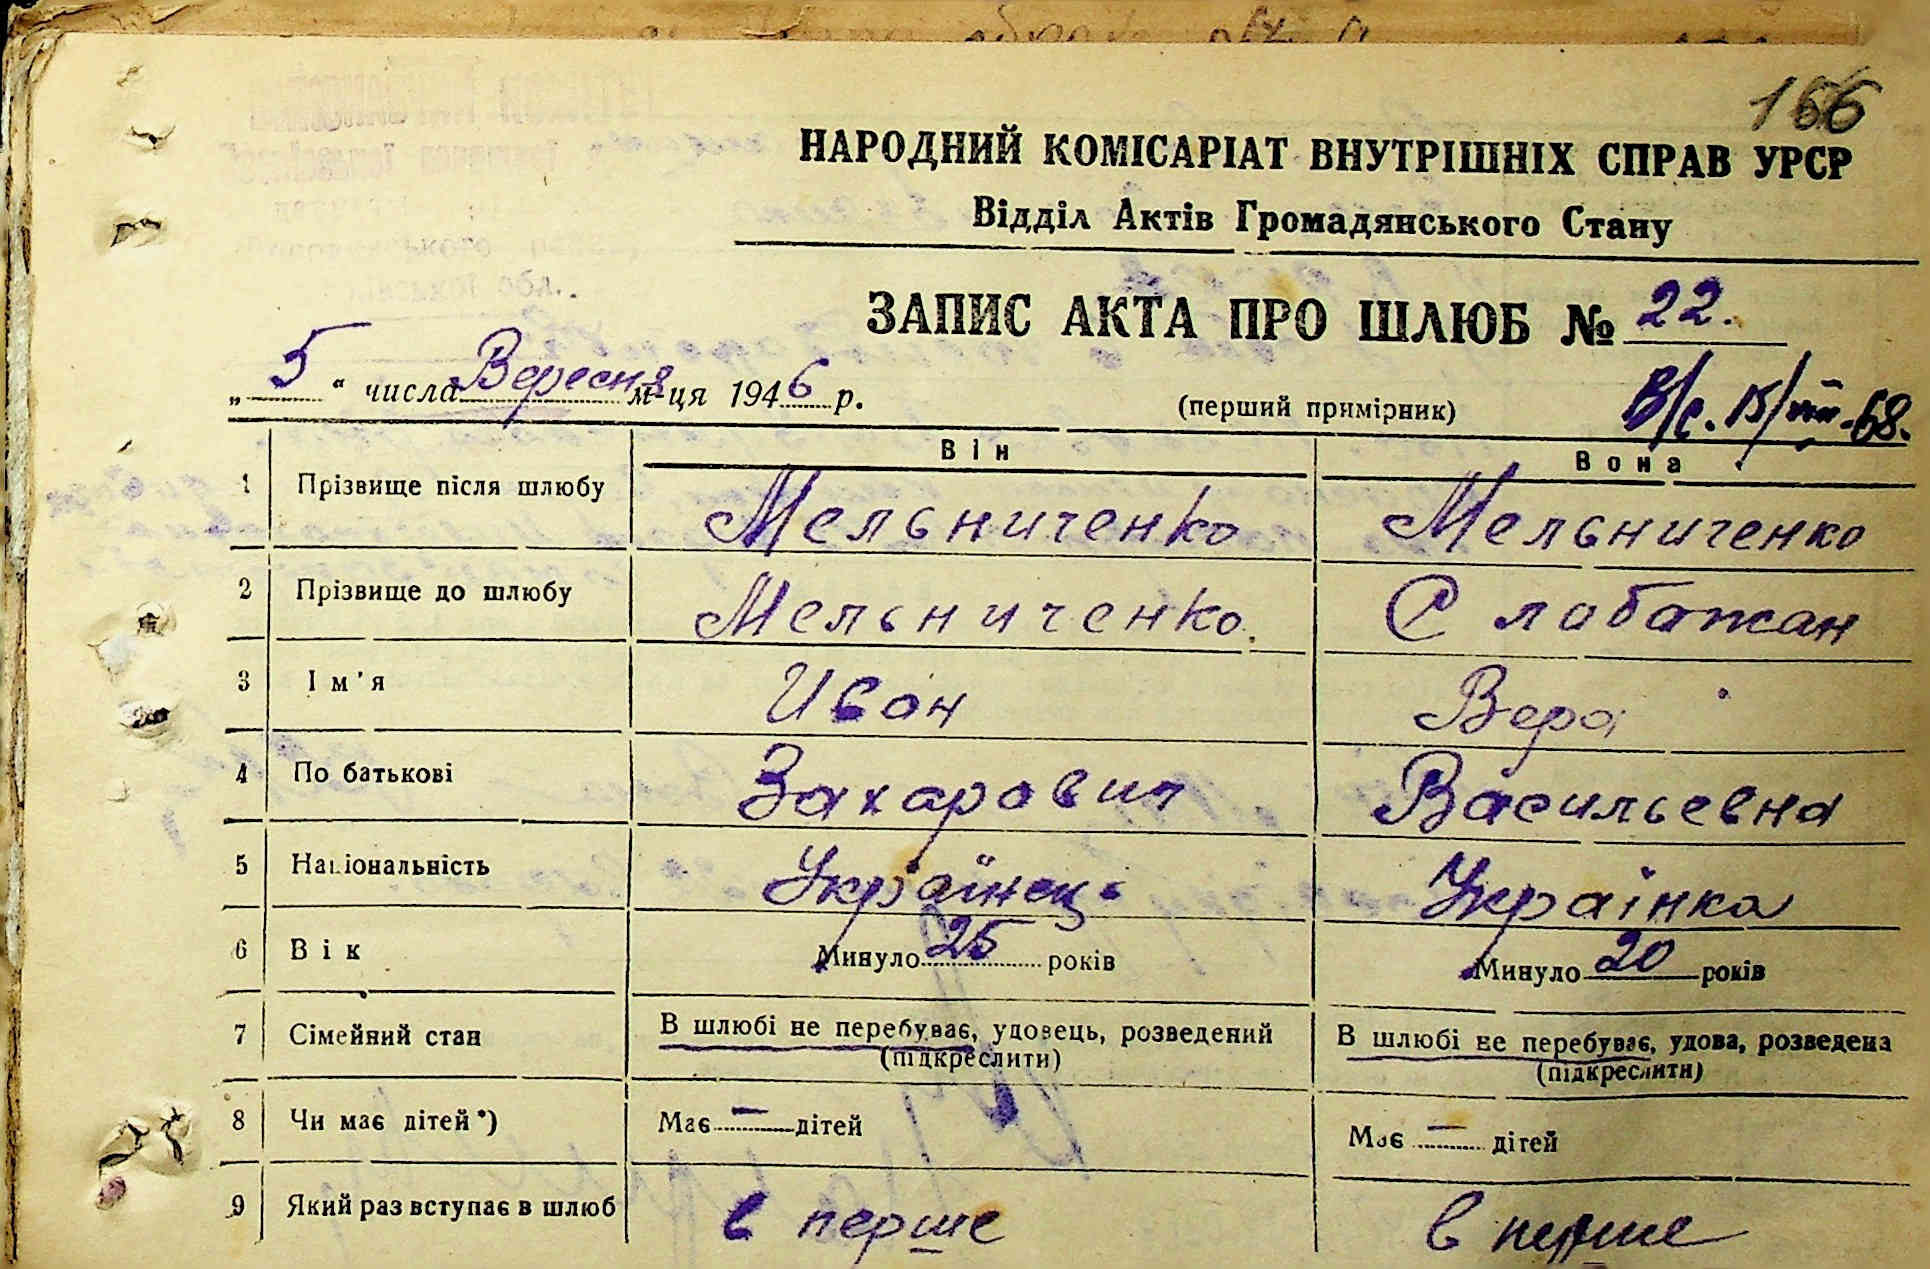 166
НАРОДНИЙ КОМІСАРІАТ ВНУТРІШНІХ СПРАВ УРСР
Відділ Актів Громадянського Стану
ЗАПИС АКТА ПРО ШЛЮБ № 22.
„ 5 “ числа Вересня м-ця 1946 р.
(перший примірник)
В/с. 15/VIII-68.
Він Вона
1 Прізвище після шлюбу Мельниченко Мельниченко
2 Прізвище до шлюбу Мельниченко. Слабажан
3 Ім'я Иван Вера
4 По батькові Захарович Васильевна
5 Національність Українець Українка
6 Вік Минуло 25 років Минуло 20 років
7 Сімейний стан В шлюбі не перебуває, удовець, розведений В шлюбі не перебуває, удова, розведена
(підкреслити) (підкреслити)
8 Чи має дітей*) Має — дітей Має — дітей
9 Який раз вступає в шлюб в перше в перше